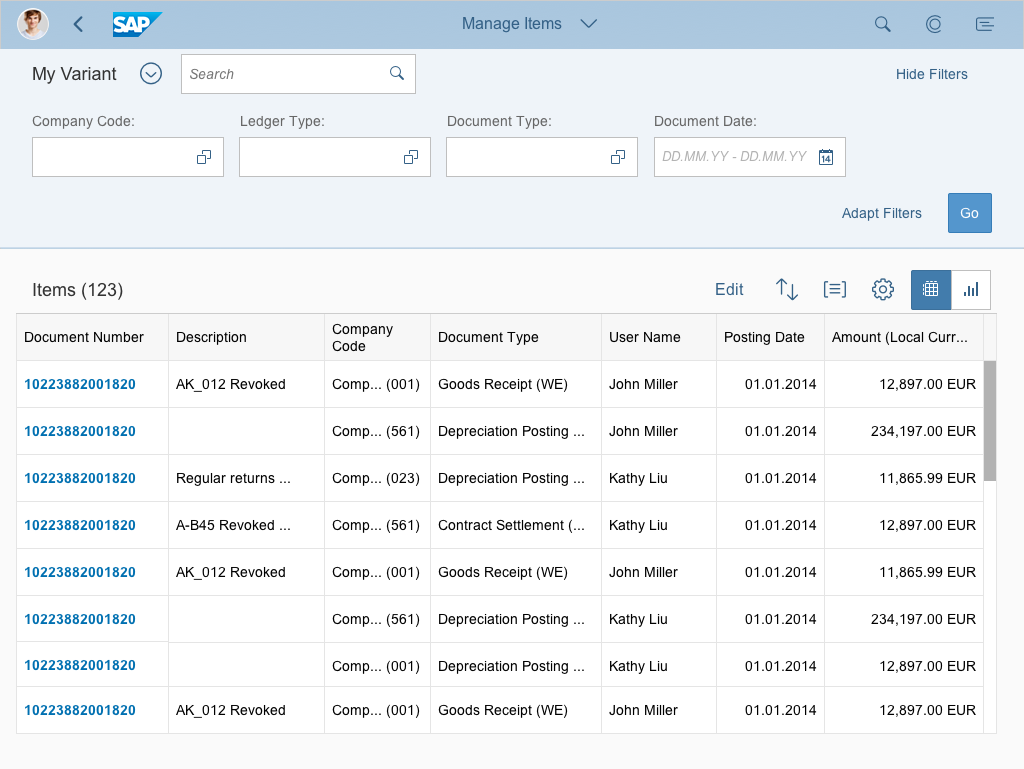 SAP
Manage Items
My Variant
Search
Hide Filters
Company Code:
Ledger Type:
Document Type:
Document Date:
DD.MM.YY - DD.MM.YY
14
Adapt Filters
Go
Items (123)
Edit
Document Number Description Company Code Document Type User Name Posting Date Amount (Local Curr...
10223882001820 AK_012 Revoked Comp... (001) Goods Receipt (WE) John Miller 01.01.2014 12,897.00 EUR
10223882001820 Comp... (561) Depreciation Posting ... John Miller 01.01.2014 234,197.00 EUR
10223882001820 Regular returns ... Comp... (023) Depreciation Posting ... Kathy Liu 01.01.2014 11,865.99 EUR
10223882001820 A-B45 Revoked ... Comp... (561) Contract Settlement (... Kathy Liu 01.01.2014 12,897.00 EUR
10223882001820 AK_012 Revoked Comp... (001) Goods Receipt (WE) John Miller 01.01.2014 11,865.99 EUR
10223882001820 Comp... (561) Depreciation Posting ... Kathy Liu 01.01.2014 234,197.00 EUR
10223882001820 Comp... (001) Depreciation Posting ... Kathy Liu 01.01.2014 12,897.00 EUR
10223882001820 AK_012 Revoked Comp... (001) Goods Receipt (WE) John Miller 01.01.2014 12,897.00 EUR